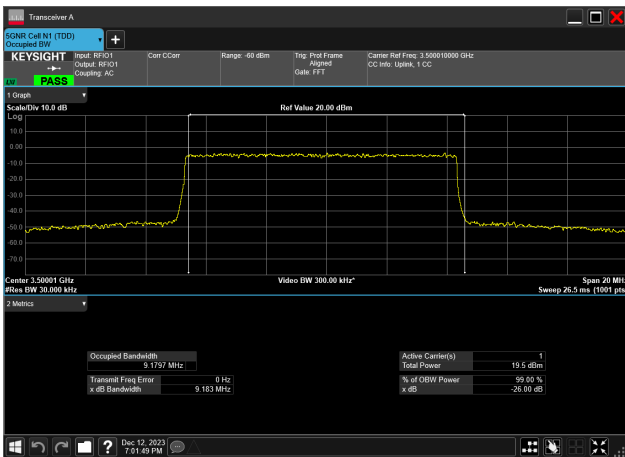 Transceiver A
5GNR Cell N1 (TDD)
Occupied BW
KEYSIGHT
PASS
Input: RFIO1
Output: RFIO1
Coupling: AC
Corr CCorr
Range: -60 dBm
Trig: Prot Frame
Aligned
Gate: FFT
Carrier Ref Freq: 3.500010000 GHz
CC Info: Uplink, 1 CC
1 Graph
Scale/Div 10.0 dB
Ref Value 20.00 dBm
Log
10.0
0.00
-10.0
-20.0
-30.0
-40.0
-50.0
-60.0
-70.0
Center 3.50001 GHz
Video BW 300.00 kHz*
Span 20 MHz
#Res BW 30.000 kHz
Sweep 26.5 ms (1001 pts
2 Metrics
Occupied Bandwidth
9.1797 MHz
Transmit Freq Error 0 Hz
x dB Bandwidth 9.183 MHz
Active Carrier(s) 1
Total Power 19.5 dBm
% of OBW Power 99.00 %
x dB -26.00 dB
Dec 12, 2023
7:01:49 PM